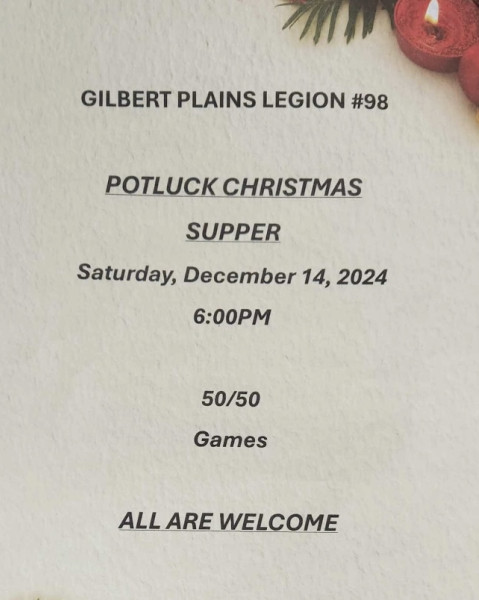 GILBERT PLAINS LEGION #98
POTLUCK CHRISTMAS
SUPPER
Saturday, December 14, 2024
6:00PM
50/50
Games
ALL ARE WELCOME